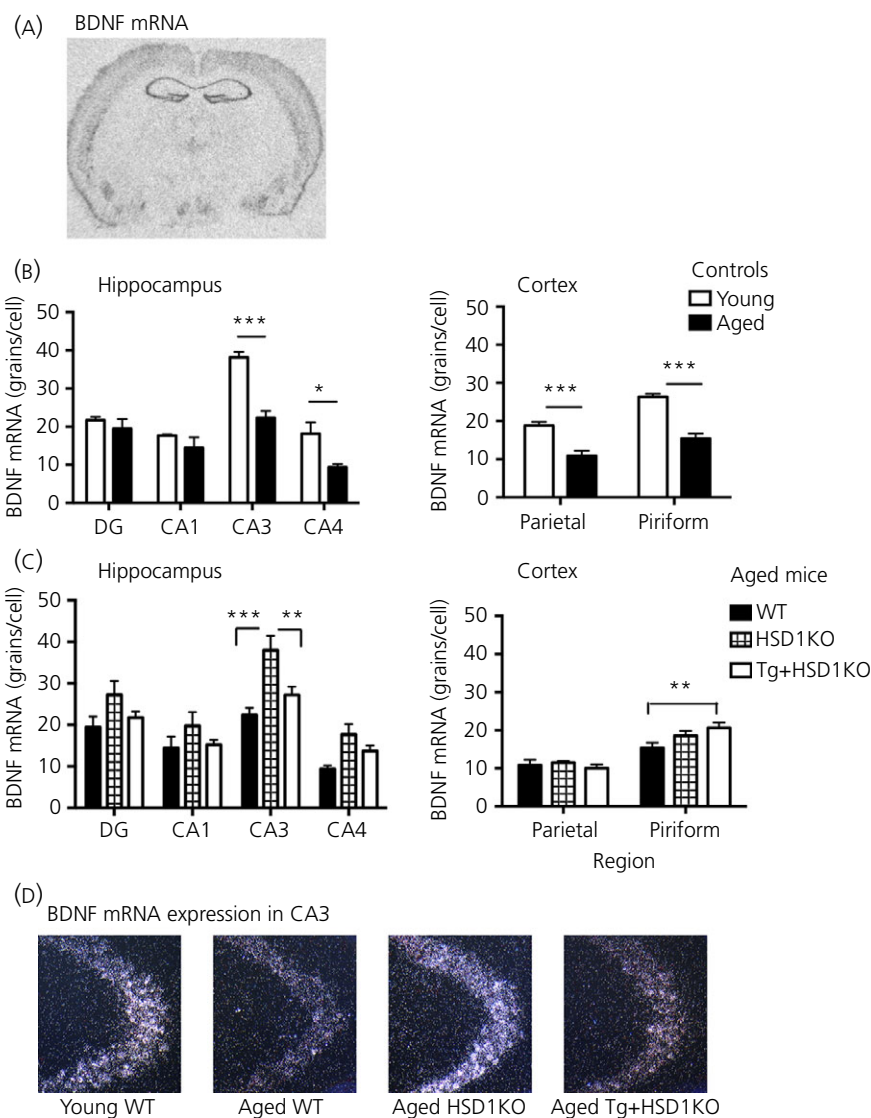 (A) BDNF mRNA
(B)
Hippocampus
BDNF mRNA (grains/cell)
50
40
30
20
10
0
***
*
DG CA1 CA3 CA4
Cortex
BDNF mRNA (grains/cell)
50
40
30
20
10
0
***
***
Parietal Piriform
Controls
Young
Aged
(C)
Hippocampus
BDNF mRNA (grains/cell)
50
40
30
20
10
0
*** **
DG CA1 CA3 CA4
Cortex
BDNF mRNA (grains/cell)
50
40
30
20
10
0
**
Parietal Piriform
Region
Aged mice
WT
HSD1KO
Tg+HSD1KO
(D)
BDNF mRNA expression in CA3
Young WT Aged WT Aged HSD1KO Aged Tg+HSD1KO